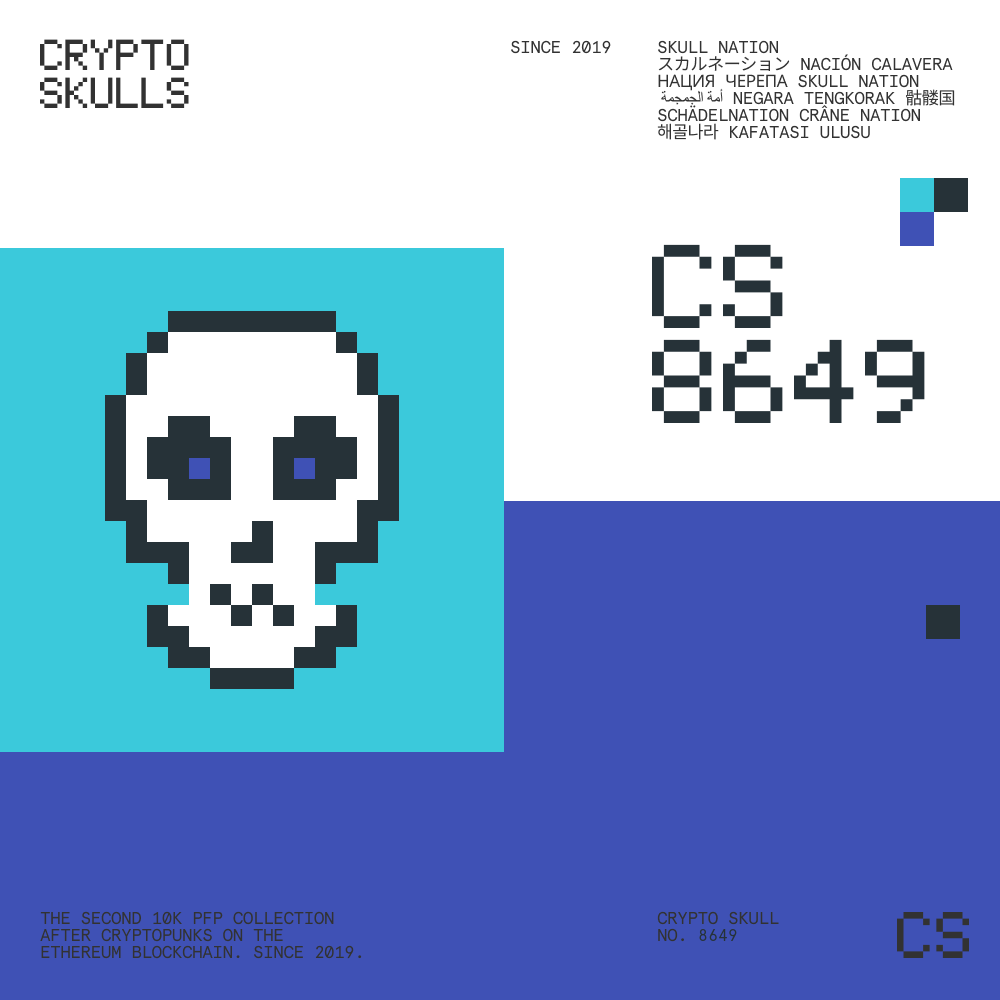 CRYPTO
SKULLS
SINCE 2019
SKULL NATION
スカルネーション NACIÓN CALAVERA
НАЦИЯ ЧЕРЕПА SKULL NATION
أمة الجمجمة NEGARA TENGKORAK 骷髅国
SCHÄDELNATION CRÂNE NATION
해골나라 KAFATASI ULUSU
CS
8649
THE SECOND 10K PFP COLLECTION
AFTER CRYPTOPUNKS ON THE
ETHEREUM BLOCKCHAIN. SINCE 2019.
CRYPTO SKULL
NO. 8649
CS